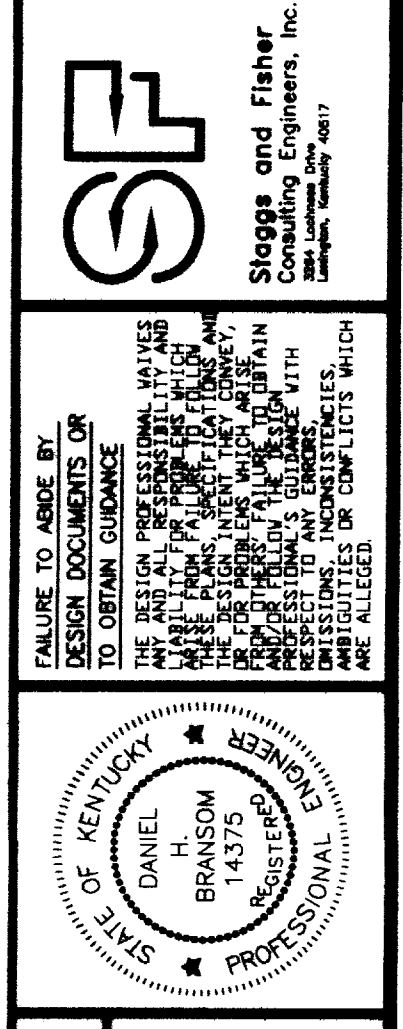 SF
Staggs and Fisher
Consulting Engineers, Inc.
3264 Lochness Drive
Lexington, Kentucky 40517
FAILURE TO ABIDE BY
DESIGN DOCUMENTS OR
TO OBTAIN GUIDANCE
THE DESIGN PROFESSIONAL WAIVES
ANY AND ALL RESPONSIBILITY AND
LIABILITY FOR PROBLEMS WHICH
ARISE FROM FAILURE TO FOLLOW
THESE PLANS, SPECIFICATIONS AND
THE DESIGN INTENT THEY CONVEY,
OR FOR PROBLEMS WHICH ARISE
FROM OTHERS' FAILURE TO OBTAIN
AND/OR FOLLOW THE DESIGN
PROFESSIONAL'S GUIDANCE WITH
RESPECT TO ANY ERRORS,
OMISSIONS, INCONSISTENCIES,
AMBIGUITIES OR CONFLICTS WHICH
ARE ALLEGED.
STATE OF KENTUCKY
DANIEL
H.
BRANSOM
14375
REGISTERED
PROFESSIONAL ENGINEER